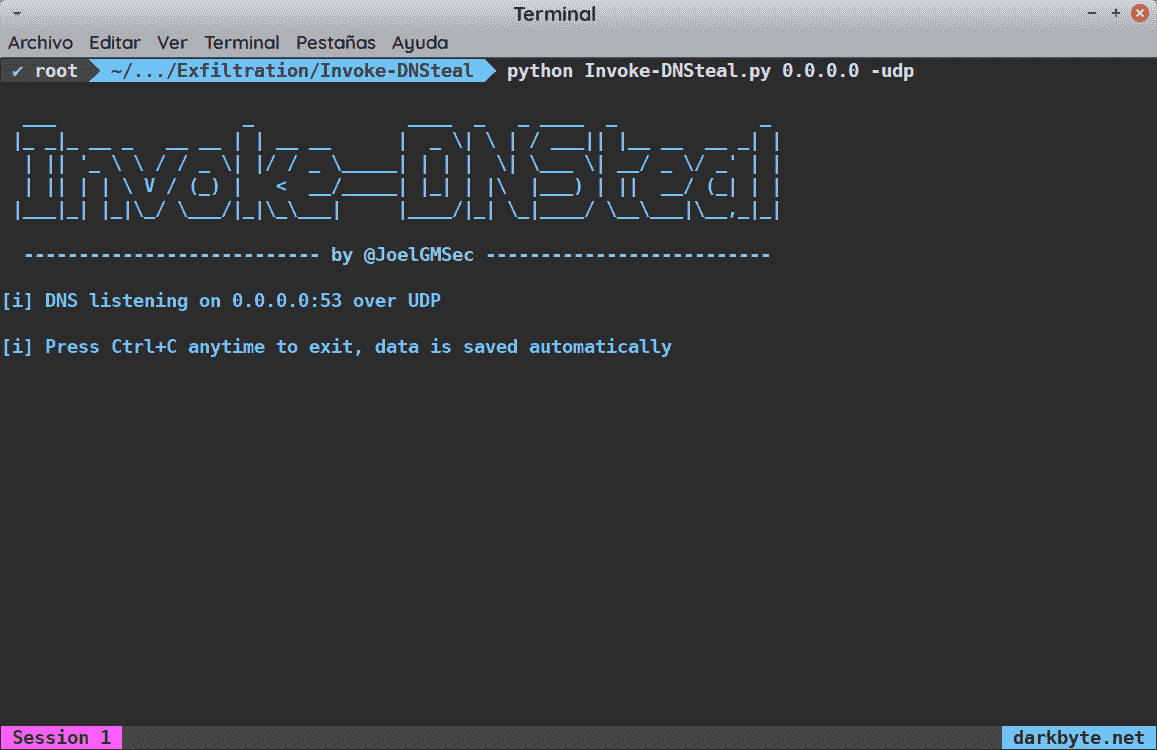 Terminal
Archivo Editar Ver Terminal Pestañas Ayuda
✔ root ~/.../Exfiltration/Invoke-DNSteal python Invoke-DNSteal.py 0.0.0.0 -udp
Invoke-DNSteal
--------------------------- by @JoelGMSec --------------------------
[i] DNS listening on 0.0.0.0:53 over UDP
[i] Press Ctrl+C anytime to exit, data is saved automatically
Session 1 darkbyte.net